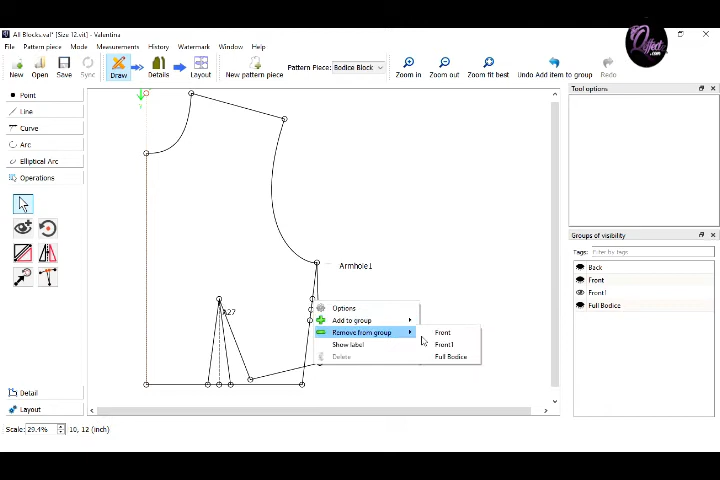 All Blocks.val* [Size 12.vit] - Valentina
File Pattern piece Mode Measurements History Watermark Window Help
New Open Save Sync Draw Details Layout New pattern piece Pattern Piece: Bodice Block Zoom in Zoom out Zoom fit best Undo Add item to group Redo
Point
Line
Curve
Arc
Elliptical Arc
Operations
Detail
Layout
Y
Armhole1
A27
Options
Add to group
Remove from group
Show label
Delete
Front
Front1
Full Bodice
Tool options
Groups of visibility
Tags: Filter by tags
Back
Front
Front1
Full Bodice
Scale: 29.4% 10, 12 (inch)